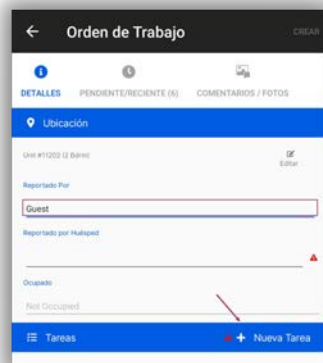 Orden de Trabajo
CREAR
DETALLES
PENDIENTE/RECIENTE (6)
COMENTARIOS / FOTOS
Ubicación
Unit #11202 (2 Bdrm)
Editar
Reportado Por
Guest
Reportado por Huésped
Ocupado
Not Occupied
Tareas
+ Nueva Tarea